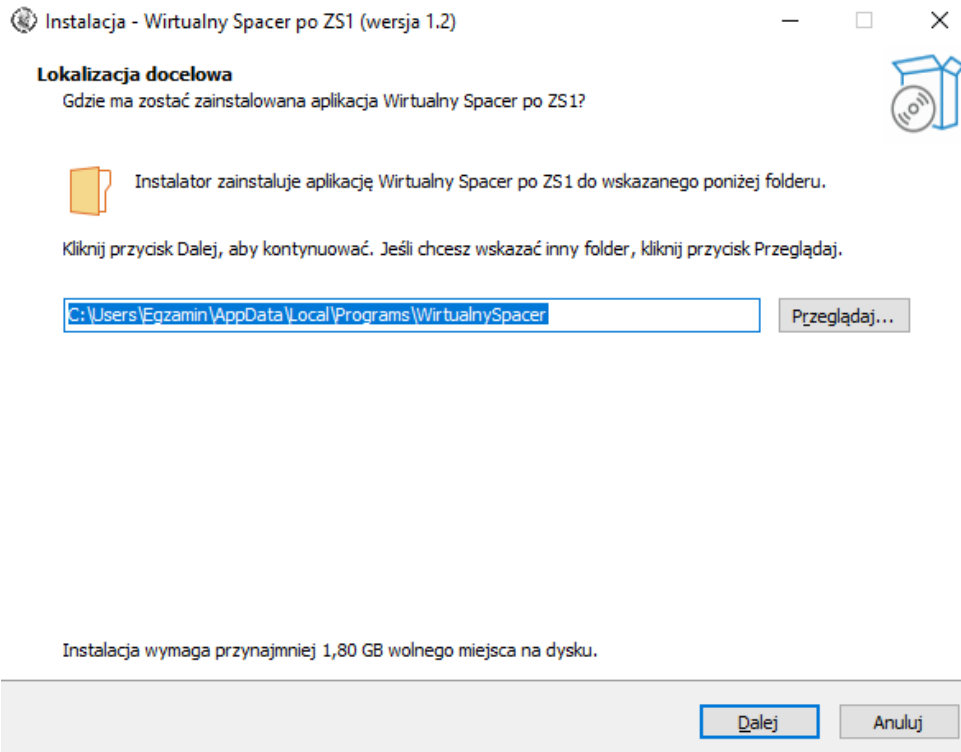 Instalacja - Wirtualny Spacer po ZS1 (wersja 1.2)
Lokalizacja docelowa
Gdzie ma zostać zainstalowana aplikacja Wirtualny Spacer po ZS1?
Instalator zainstaluje aplikację Wirtualny Spacer po ZS1 do wskazanego poniżej folderu.
Kliknij przycisk Dalej, aby kontynuować. Jeśli chcesz wskazać inny folder, kliknij przycisk Przeglądaj.
C:\Users\Egzamin\AppData\Local\Programs\WirtualnySpacer
Przeglądaj...
Instalacja wymaga przynajmniej 1,80 GB wolnego miejsca na dysku.
Dalej
Anuluj